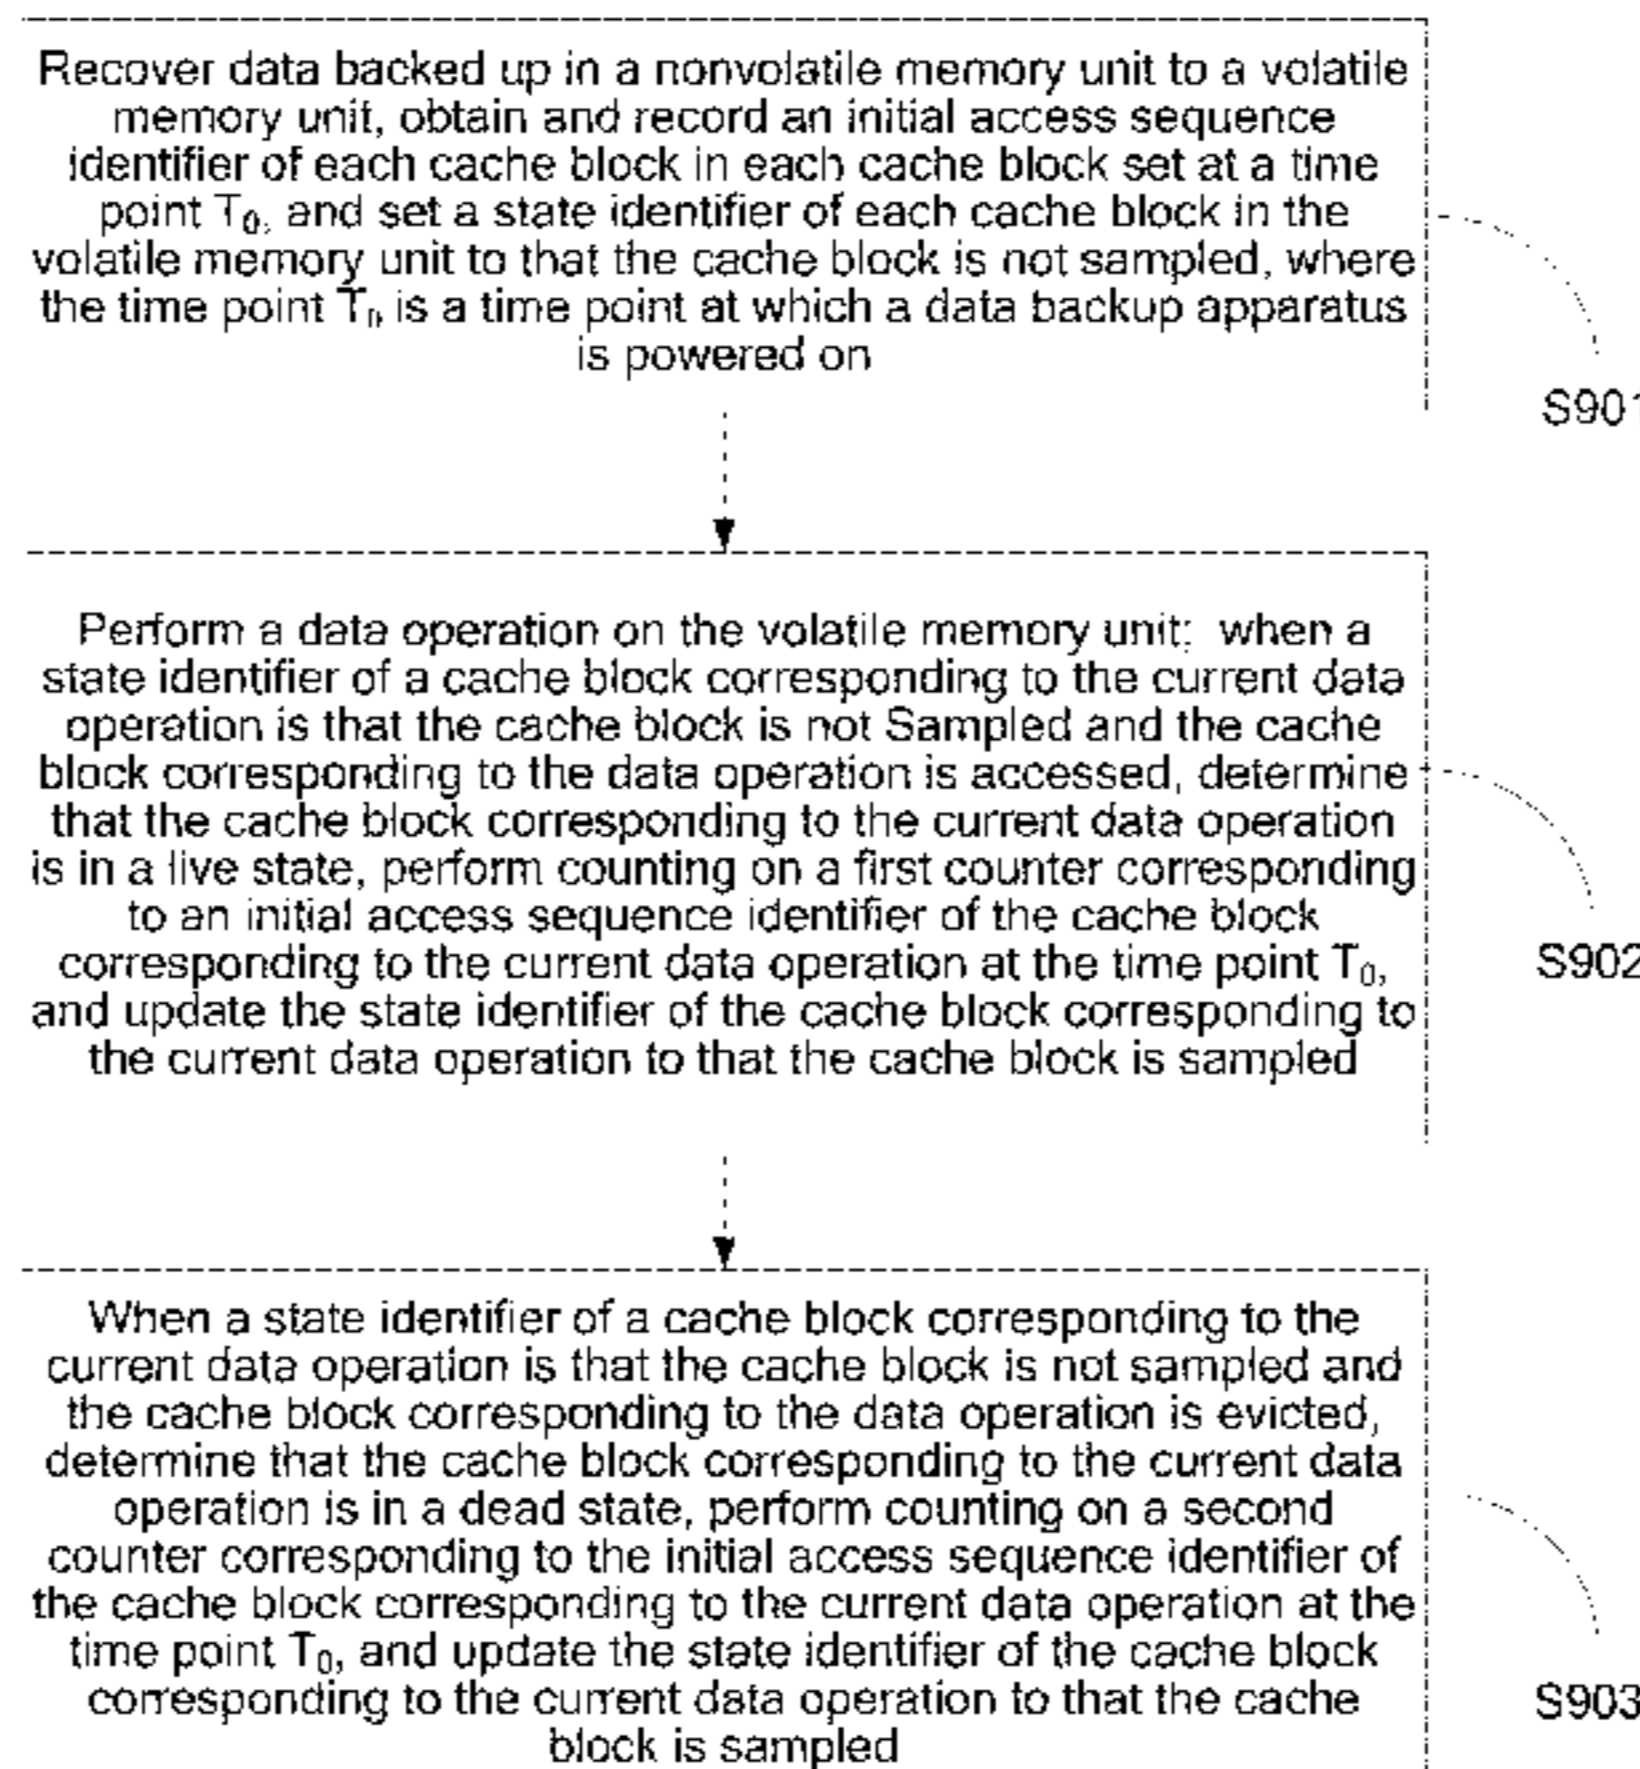 Recover data backed up in a nonvolatile memory unit to a volatile
memory unit, obtain and record an initial access sequence
identifier of each cache block in each cache block set at a time
point T₀, and set a state identifier of each cache block in the
volatile memory unit to that the cache block is not sampled, where
the time point T₀ is a time point at which a data backup apparatus
is powered on
S901
Perform a data operation on the volatile memory unit: when a
state identifier of a cache block corresponding to the current data
operation is that the cache block is not Sampled and the cache
block corresponding to the data operation is accessed, determine
that the cache block corresponding to the current data operation
is in a live state, perform counting on a first counter corresponding
to an initial access sequence identifier of the cache block
corresponding to the current data operation at the time point T₀,
and update the state identifier of the cache block corresponding to
the current data operation to that the cache block is sampled
S902
When a state identifier of a cache block corresponding to the
current data operation is that the cache block is not sampled and
the cache block corresponding to the data operation is evicted,
determine that the cache block corresponding to the current data
operation is in a dead state, perform counting on a second
counter corresponding to the initial access sequence identifier of
the cache block corresponding to the current data operation at the
time point T₀, and update the state identifier of the cache block
corresponding to the current data operation to that the cache
block is sampled
S903